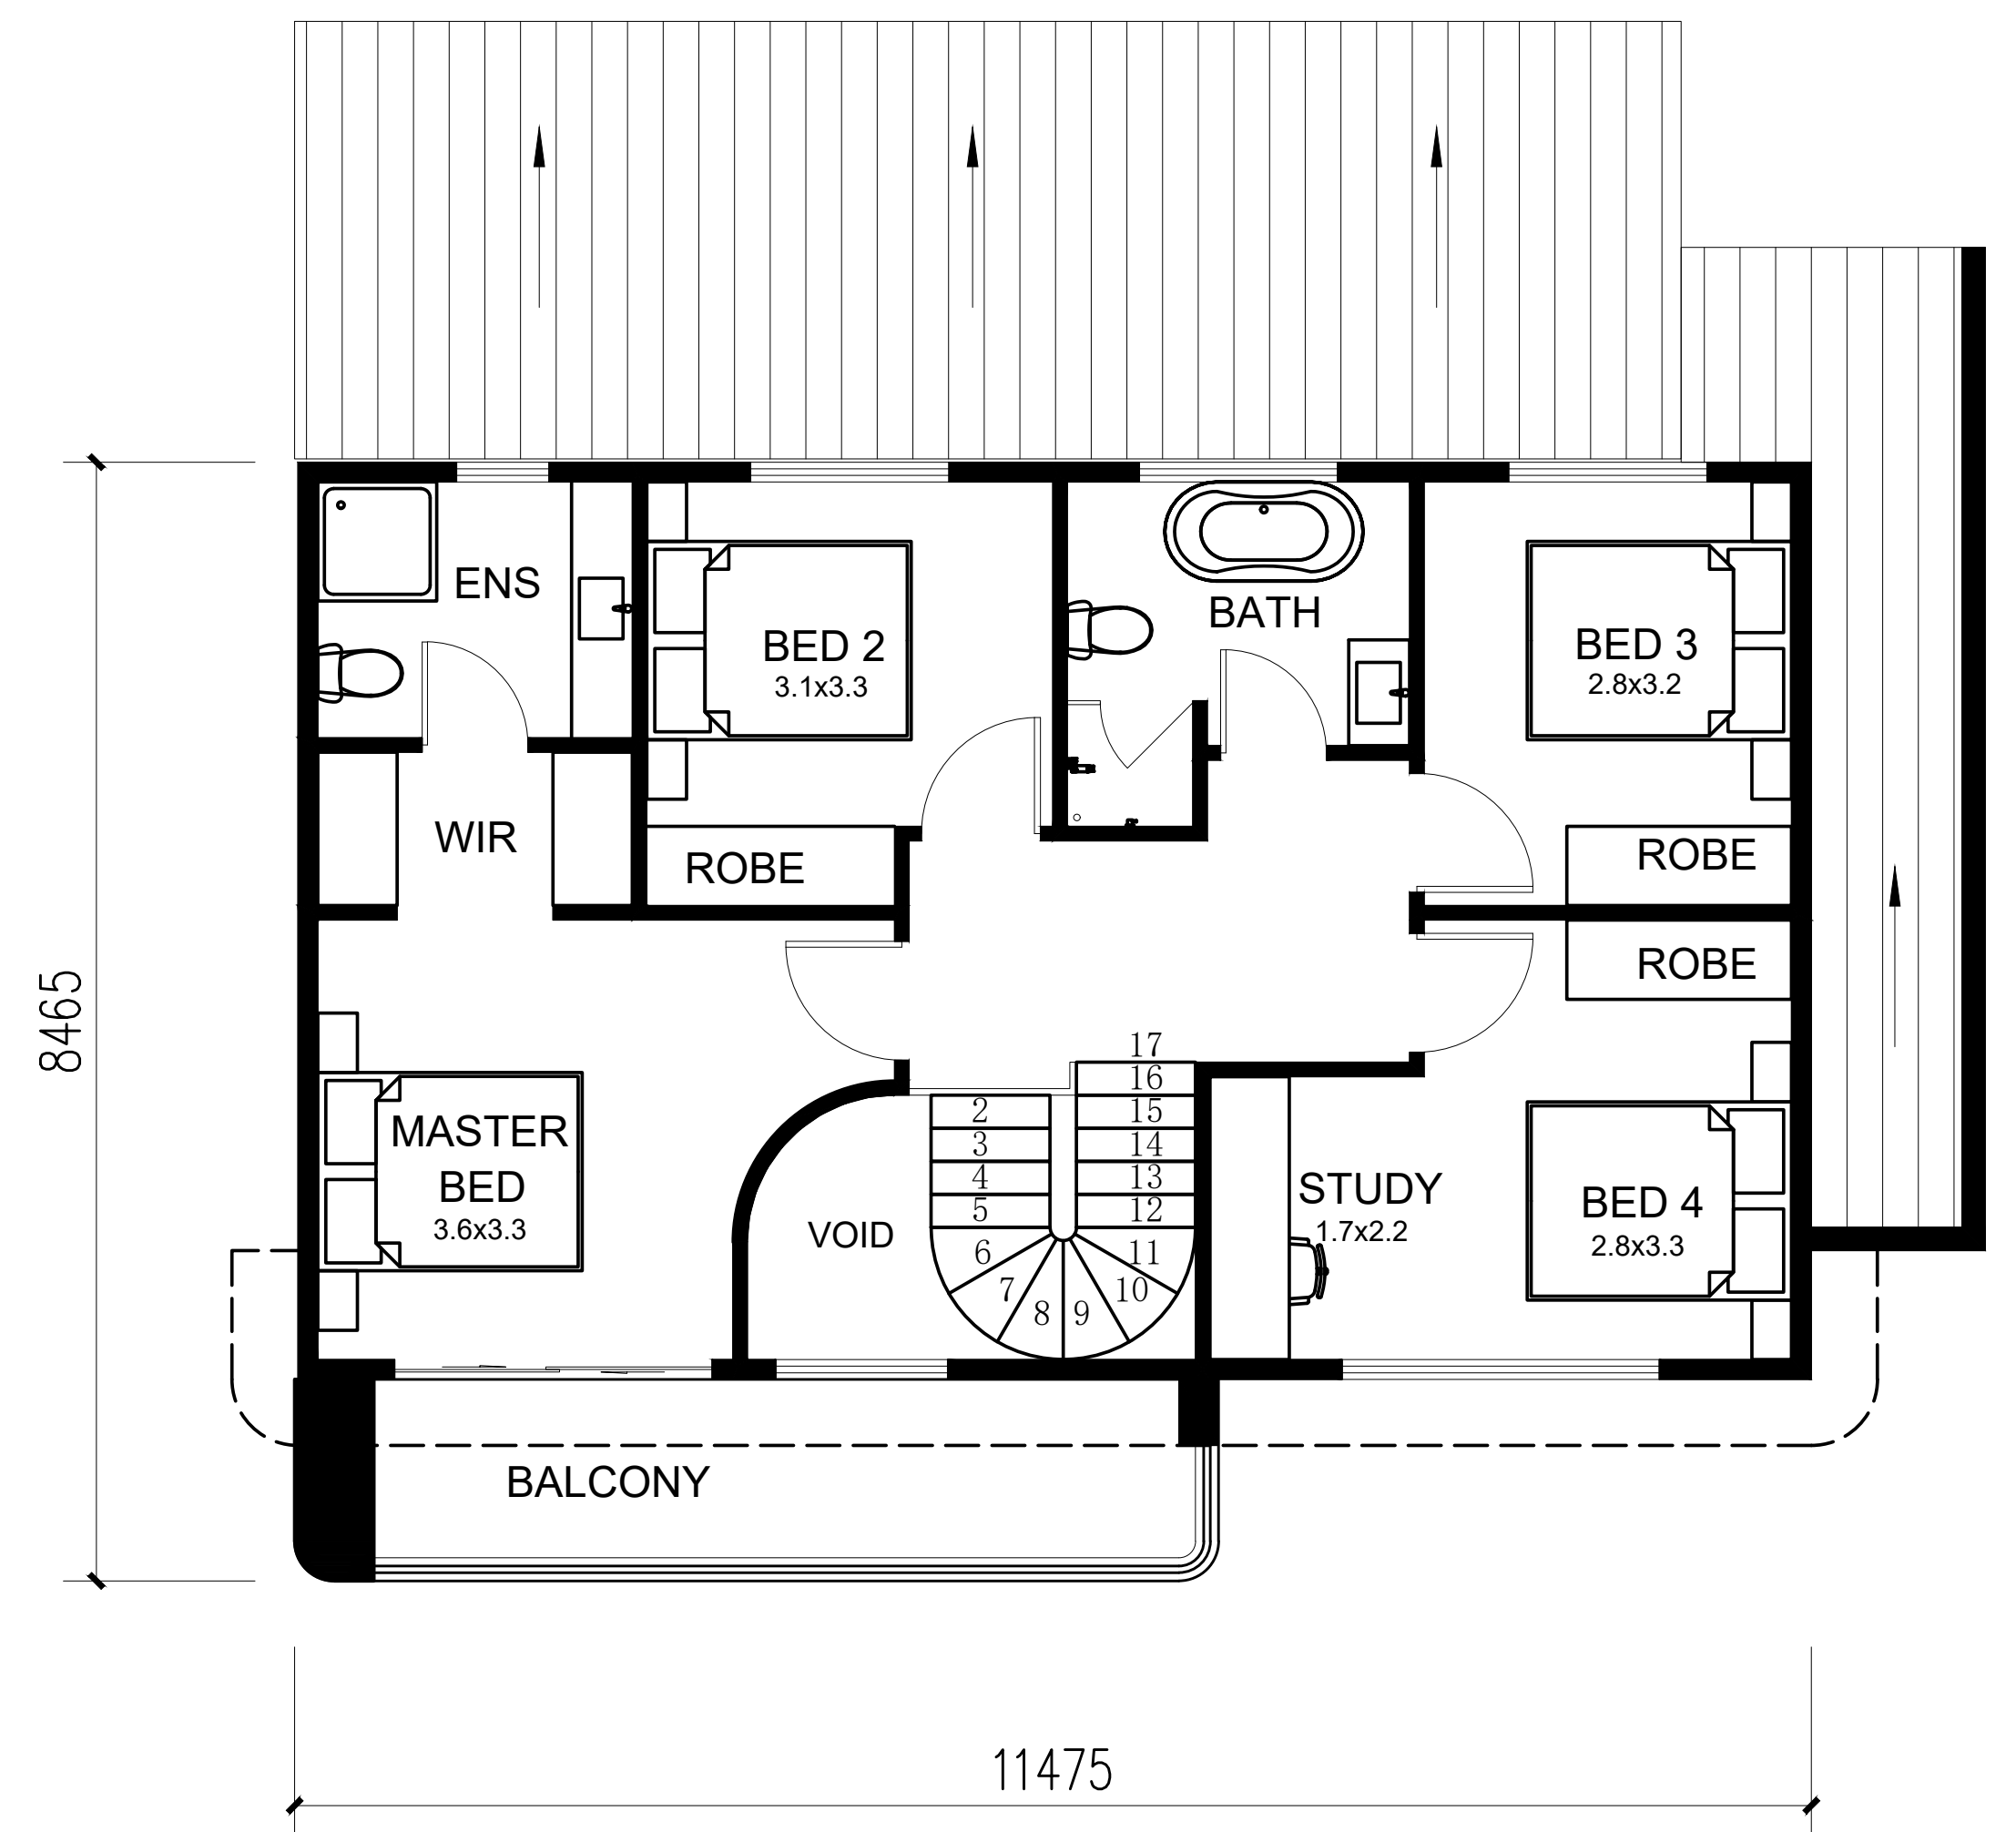 ENS
BATH
BED 2
3.1x3.3
BED 3
2.8x3.2
WIR
ROBE
ROBE
ROBE
8465
MASTER
BED
3.6x3.3
VOID
17
16
15
14
13
12
11
10
9
8
7
6
5
4
3
2
STUDY
1.7x2.2
BED 4
2.8x3.3
BALCONY
11475